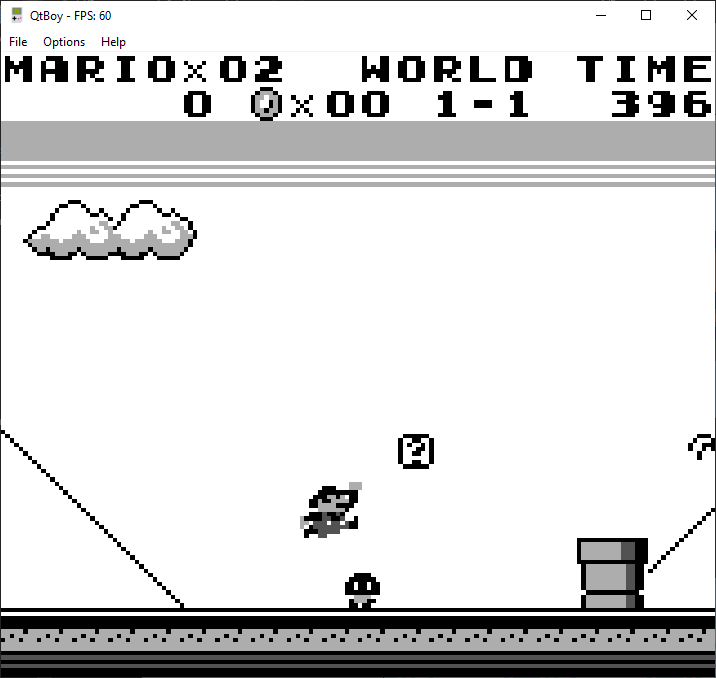 QtBoy - FPS: 60
File Options Help
MARIO×02 WORLD TIME
0 ×00 1-1 396
?